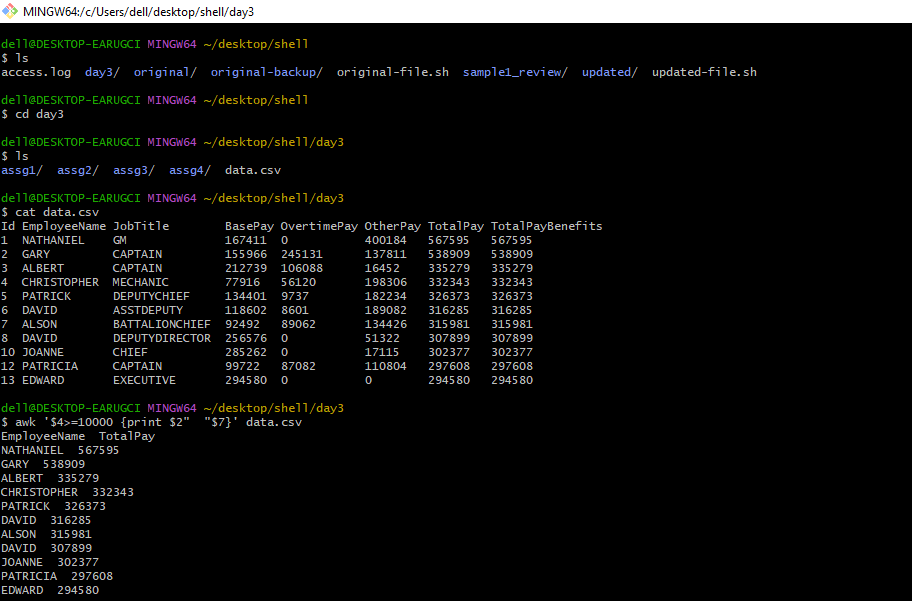 MINGW64:/c/Users/dell/desktop/shell/day3
dell@DESKTOP-EARUGCI MINGW64 ~/desktop/shell
$ ls
access.log  day3/  original/  original-backup/  original-file.sh  sample1_review/  updated/  updated-file.sh
dell@DESKTOP-EARUGCI MINGW64 ~/desktop/shell
$ cd day3
dell@DESKTOP-EARUGCI MINGW64 ~/desktop/shell/day3
$ ls
assg1/  assg2/  assg3/  assg4/  data.csv
dell@DESKTOP-EARUGCI MINGW64 ~/desktop/shell/day3
$ cat data.csv
Id EmployeeName JobTitle        BasePay OvertimePay OtherPay TotalPay TotalPayBenefits
1  NATHANIEL    GM              167411  0           400184   567595   567595
2  GARY         CAPTAIN         155966  245131      137811   538909   538909
3  ALBERT       CAPTAIN         212739  106088      16452    335279   335279
4  CHRISTOPHER  MECHANIC        77916   56120       198306   332343   332343
5  PATRICK      DEPUTYCHIEF     134401  9737        182234   326373   326373
6  DAVID        ASSTDEPUTY      118602  8601        189082   316285   316285
7  ALSON        BATTALIONCHIEF  92492   89062       134426   315981   315981
8  DAVID        DEPUTYDIRECTOR  256576  0           51322    307899   307899
10 JOANNE       CHIEF           285262  0           17115    302377   302377
12 PATRICIA     CAPTAIN         99722   87082       110804   297608   297608
13 EDWARD       EXECUTIVE       294580  0           0        294580   294580
dell@DESKTOP-EARUGCI MINGW64 ~/desktop/shell/day3
$ awk '$4>=10000 {print $2"  "$7}' data.csv
EmployeeName  TotalPay
NATHANIEL  567595
GARY  538909
ALBERT  335279
CHRISTOPHER  332343
PATRICK  326373
DAVID  316285
ALSON  315981
DAVID  307899
JOANNE  302377
PATRICIA  297608
EDWARD  294580